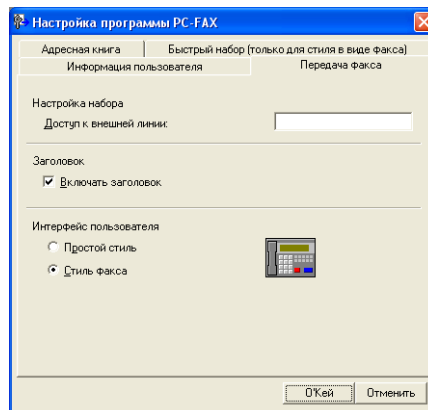 Настройка программы PC-FAX
Адресная книга
Быстрый набор (только для стиля в виде факса)
Информация пользователя
Передача факса
Настройка набора
Доступ к внешней линии:
Заголовок
Включать заголовок
Интерфейс пользователя
Простой стиль
Стиль факса
О'Кей
Отменить